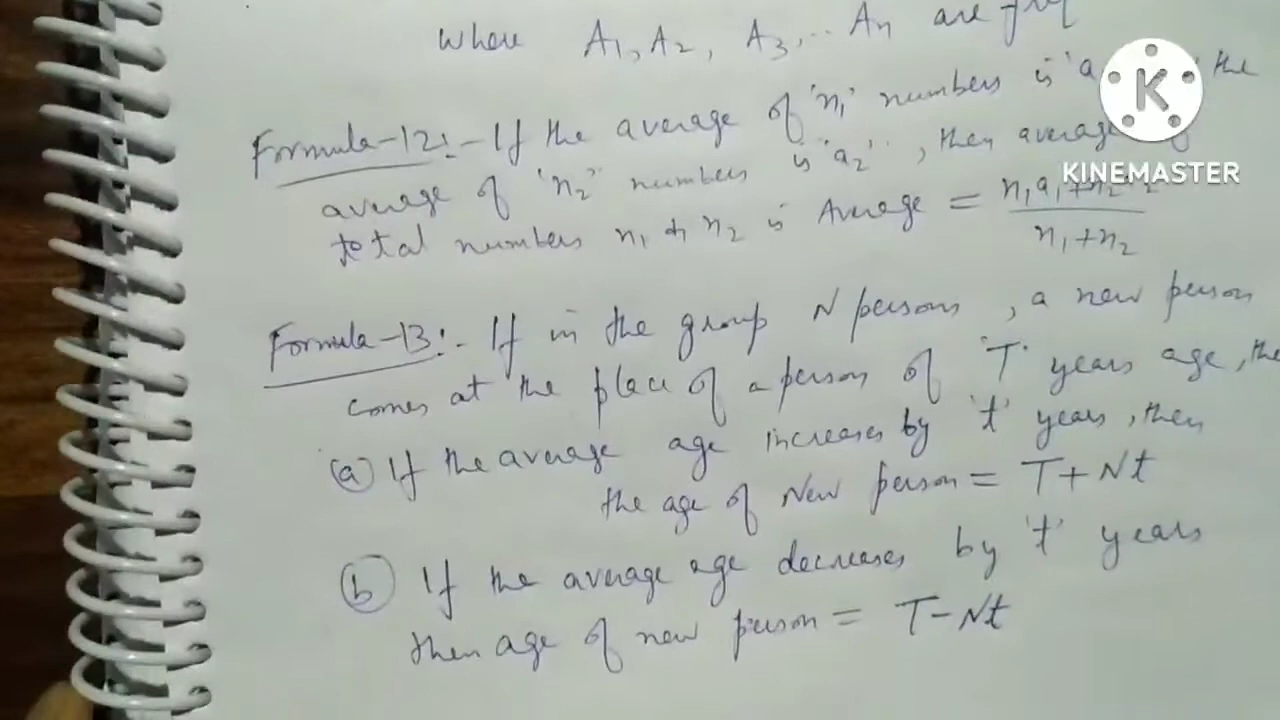 Where A1, A2, A3,... An are
Formula-12:- If the average of 'n1' numbers is 'a the
average of 'n2' numbers is 'a2', then average
total numbers n1 & n2 is Average = n1a1+n2 / n1+n2
Formula-13:- If in the group N persons, a new person
comes at the place of a person of 'T' years age, the
(a) If the average age increases by 't' years, then
the age of New person = T+Nt
(b) If the average age decreases by 't' years
then age of new person = T-Nt
K
KINEMASTER